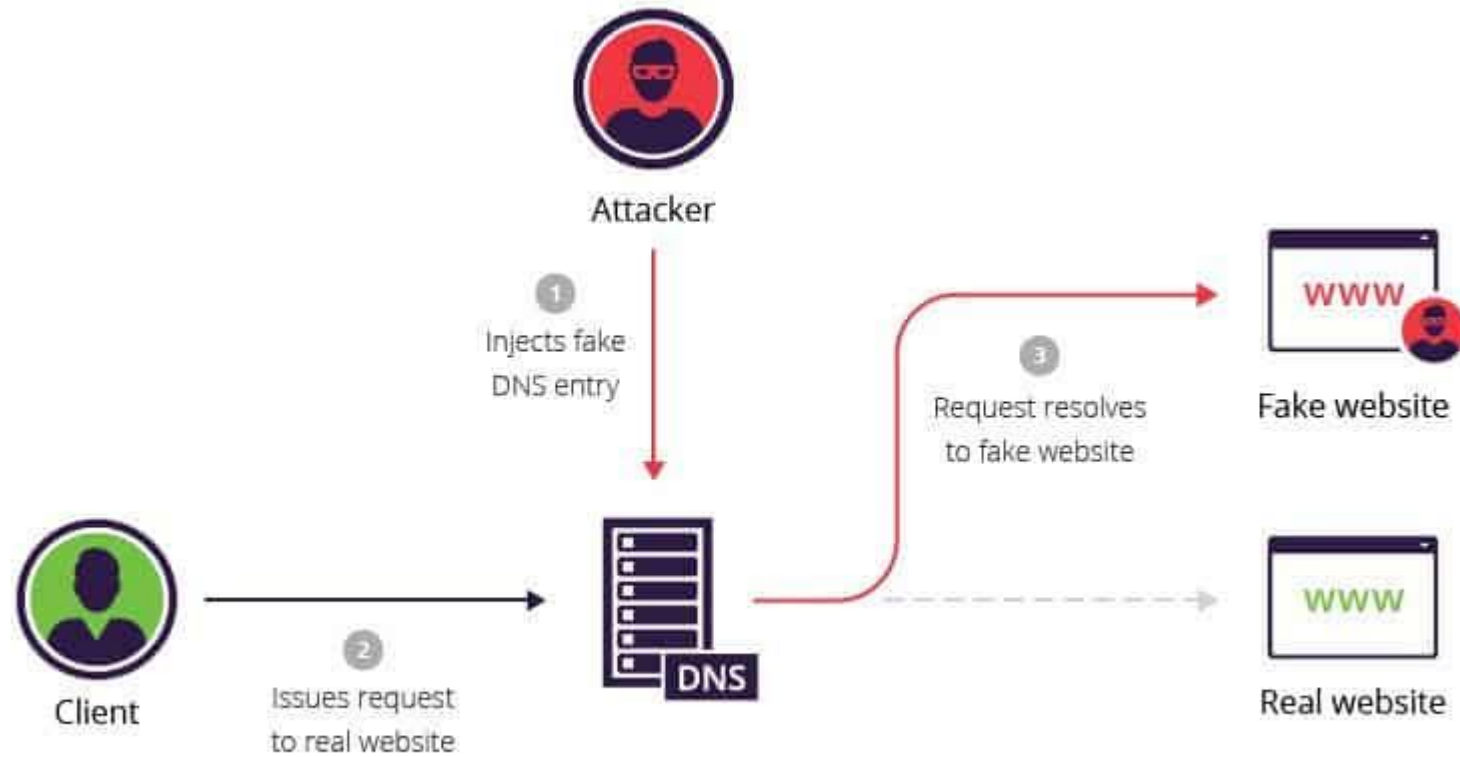 Attacker
1
Injects fake
DNS entry
www
3
Request resolves
to fake website
Fake website
Client
2
Issues request
to real website
DNS
www
Real website